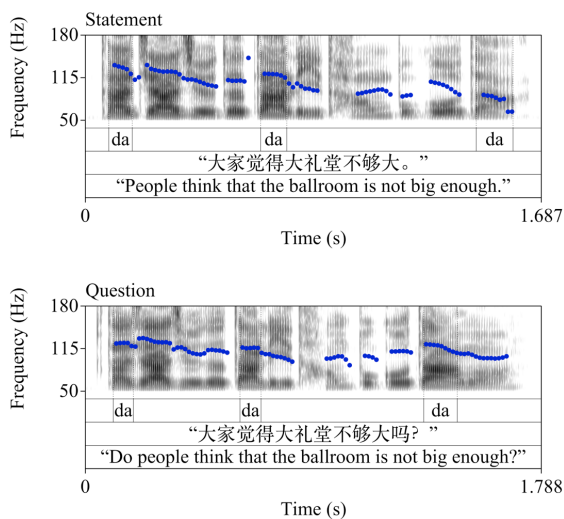 Statement
Frequency (Hz)
180
115
50
da da da
“大家觉得大礼堂不够大。”
“People think that the ballroom is not big enough.”
0 1.687
Time (s)
Question
Frequency (Hz)
180
115
50
da da da
“大家觉得大礼堂不够大吗？”
“Do people think that the ballroom is not big enough?”
0 1.788
Time (s)